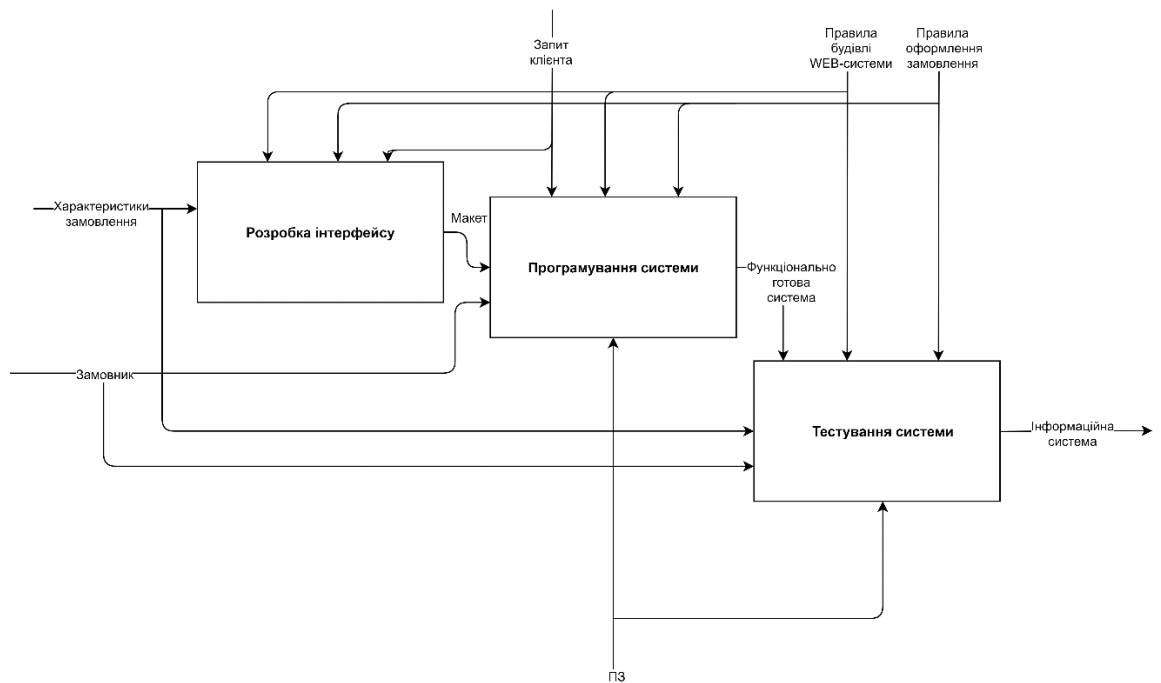 Запит
клієнта
Правила
будівлі
WEB-системи
Правила
оформлення
замовлення
Характеристики
замовлення
Розробка інтерфейсу
Макет
Програмування системи
Функціонально
готова
система
Замовник
Тестування системи
Інформаційна
система
ПЗ